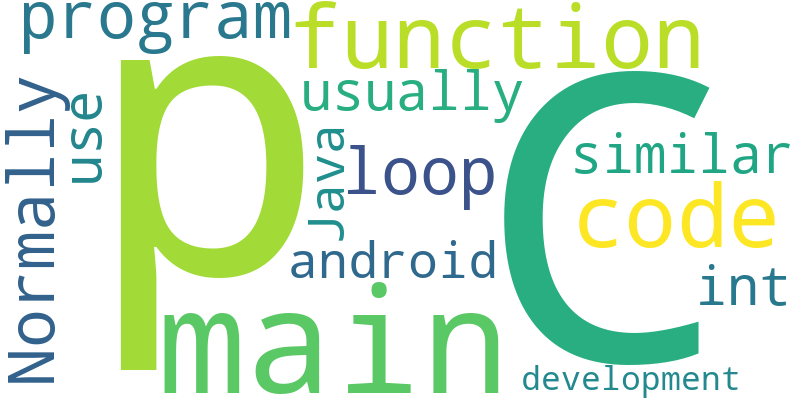 program
function
p
C
usually
Normally
use
Java
loop
similar
code
android
int
main
development